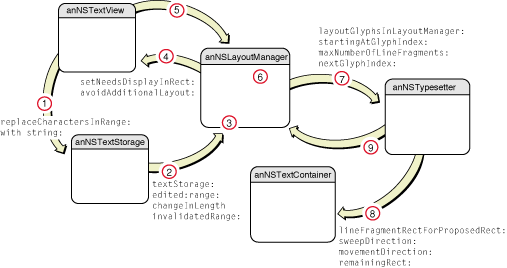 anNSTextView
5
layoutGlyphsInLayoutManager:
startingAtGlyphIndex:
maxNumberOfLineFragments:
nextGlyphIndex:
4
anNSLayoutManager
setNeedsDisplayInRect:
avoidAdditionalLayout:
6
7
anNSTypesetter
1
replaceCharactersInRange:
with string:
3
anNSTextStorage
9
2
textStorage:
edited:range:
changeInLength
invalidatedRange:
anNSTextContainer
8
lineFragmentRectForProposedRect:
sweepDirection:
movementDirection:
remainingRect: